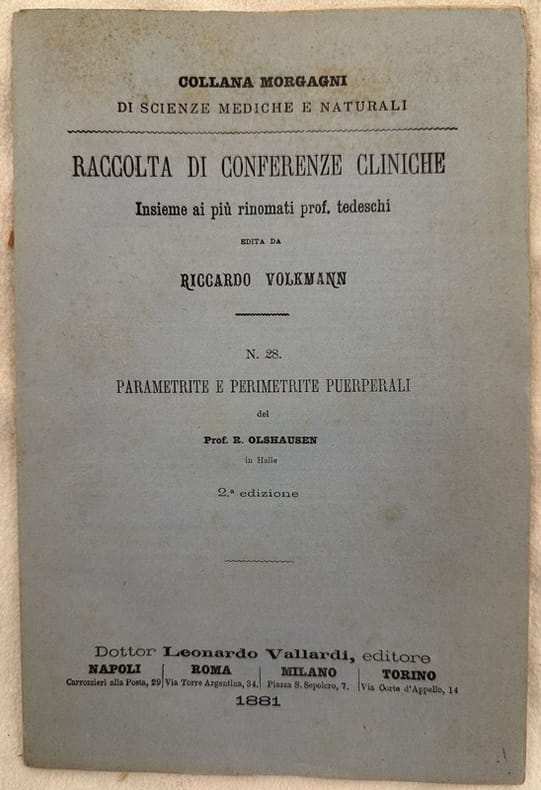 COLLANA MORGAGNI
DI SCIENZE MEDICHE E NATURALI
RACCOLTA DI CONFERENZE CLINICHE
Insieme ai più rinomati prof. tedeschi
EDITA DA
RICCARDO VOLKMANN
N. 28.
PARAMETRITE E PERIMETRITE PUERPERALI
del
Prof. R. OLSHAUSEN
in Halle
2.ª edizione
Dottor Leonardo Vallardi, editore
NAPOLI | ROMA | MILANO | TORINO
Carrozzieri alla Posta, 29 | Via Torre Argentina, 34. | Piazza S. Sepolcro, 7. | Via Corte d'Appello, 14
1881